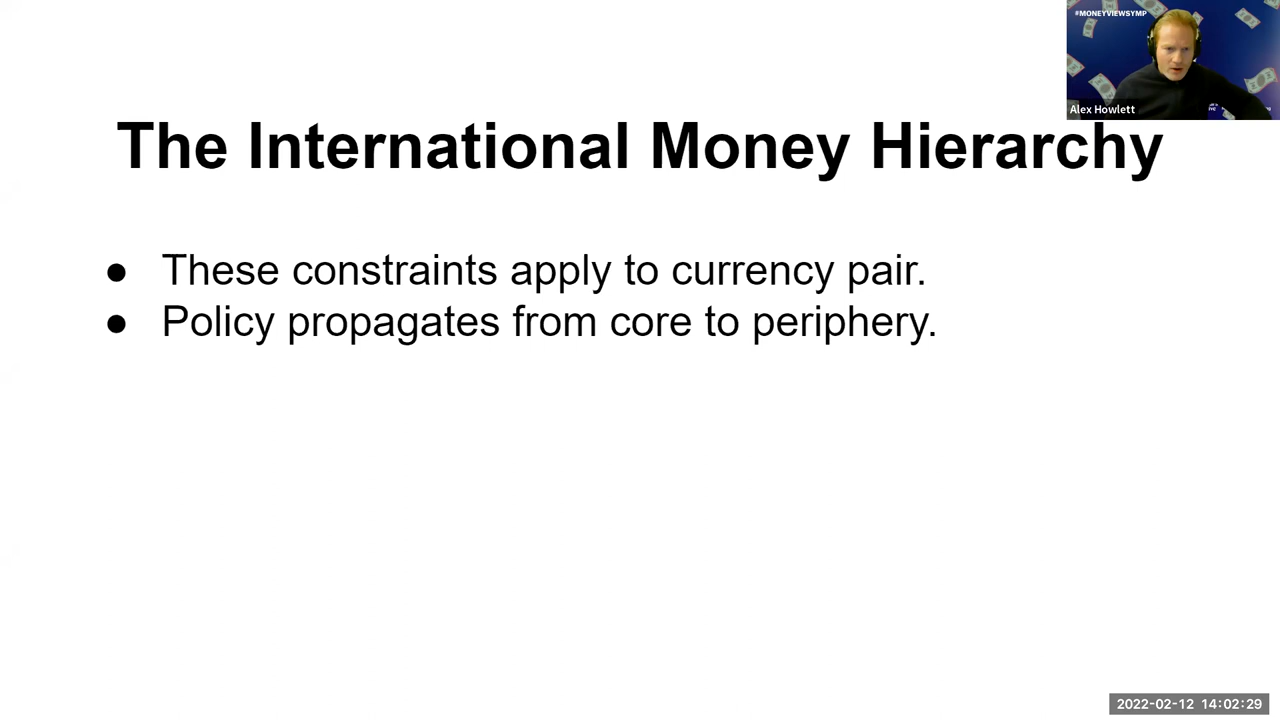 #MONEYVIEWSYMP
Alex Howlett
The International Money Hierarchy
● These constraints apply to currency pair.
● Policy propagates from core to periphery.
2022-02-12 14:02:29